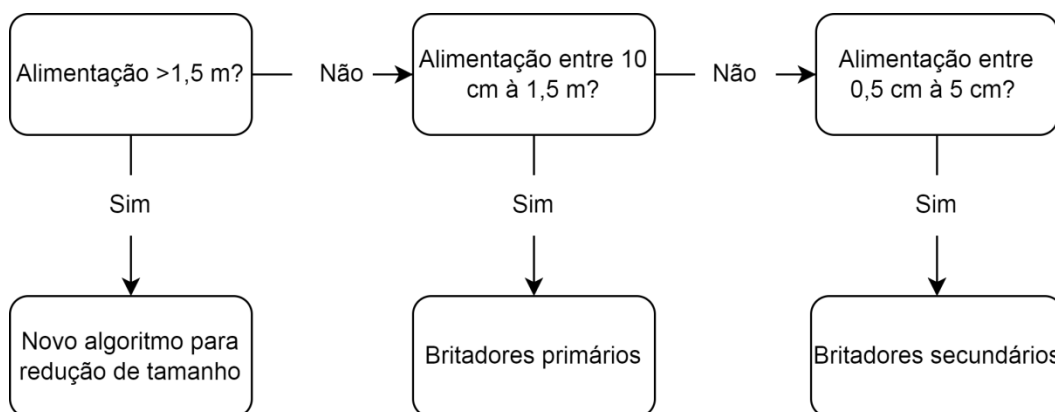 Alimentação >1,5 m?
Não
Alimentação entre 10
cm à 1,5 m?
Não
Alimentação entre
0,5 cm à 5 cm?
Sim
Sim
Sim
Novo algoritmo para
redução de tamanho
Britadores primários
Britadores secundários